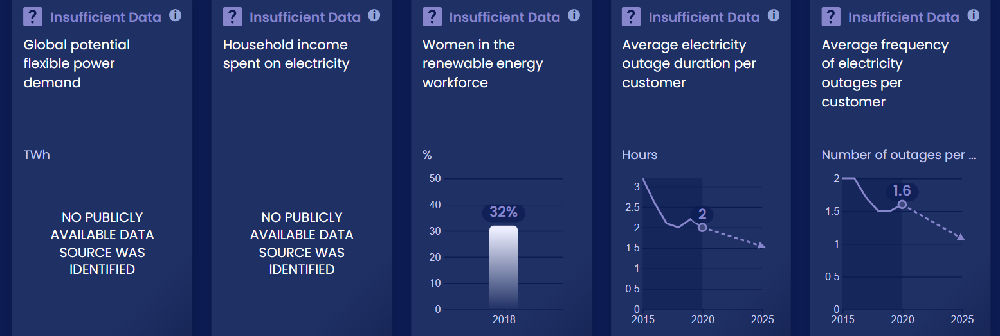 ? Insufficient Data i
Global potential
flexible power
demand
TWh
NO PUBLICLY
AVAILABLE DATA
SOURCE WAS
IDENTIFIED
? Insufficient Data i
Household income
spent on electricity
NO PUBLICLY
AVAILABLE DATA
SOURCE WAS
IDENTIFIED
? Insufficient Data i
Women in the
renewable energy
workforce
%
50
40
32%
30
20
10
0
2018
? Insufficient Data i
Average electricity
outage duration per
customer
Hours
3
2.5
2
2
1.5
1
0.5
0
2015 2020 2025
? Insufficient Data i
Average frequency
of electricity
outages per
customer
Number of outages per ...
2
1.6
1.5
1
0.5
0
2015 2020 2025